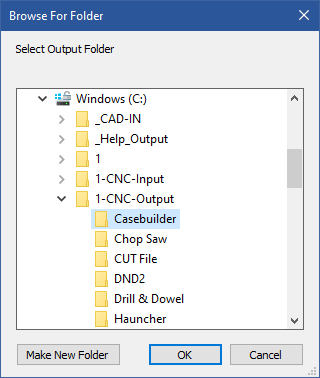 Browse For Folder
Select Output Folder
Windows (C:)
_CAD-IN
_Help_Output
1
1-CNC-Input
1-CNC-Output
Casebuilder
Chop Saw
CUT File
DND2
Drill & Dowel
Hauncher
Make New Folder
OK
Cancel